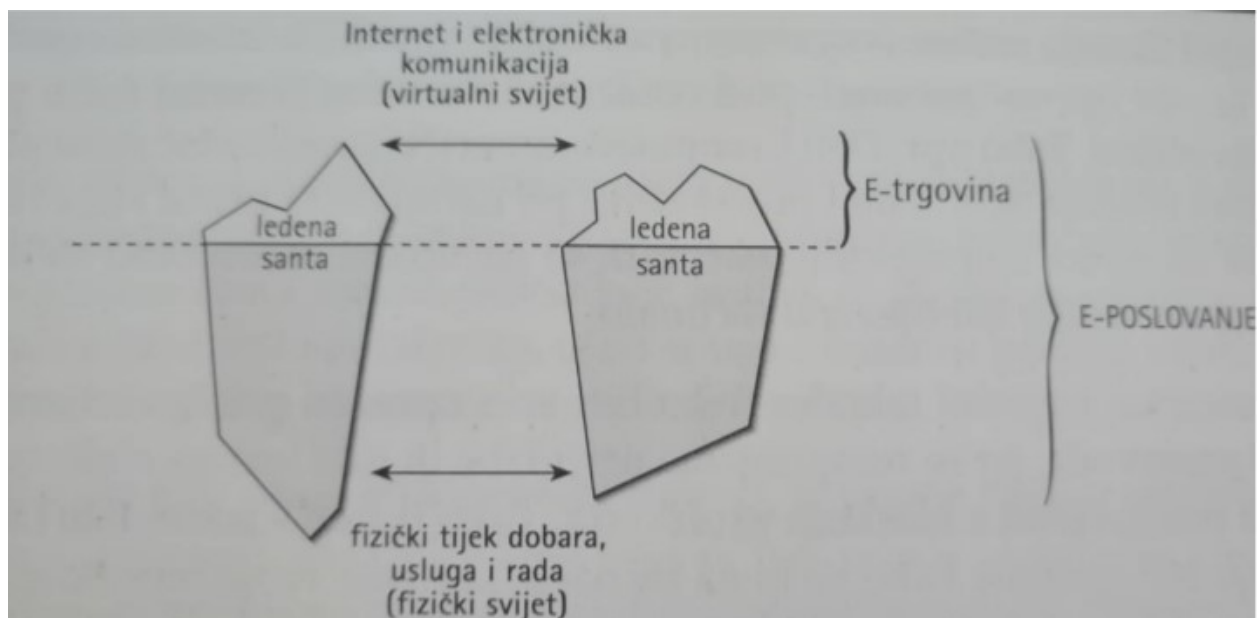 Internet i elektronička
komunikacija
(virtualni svijet)
E-trgovina
ledena
santa
ledena
santa
E-POSLOVANJE
fizički tijek dobara,
usluga i rada
(fizički svijet)